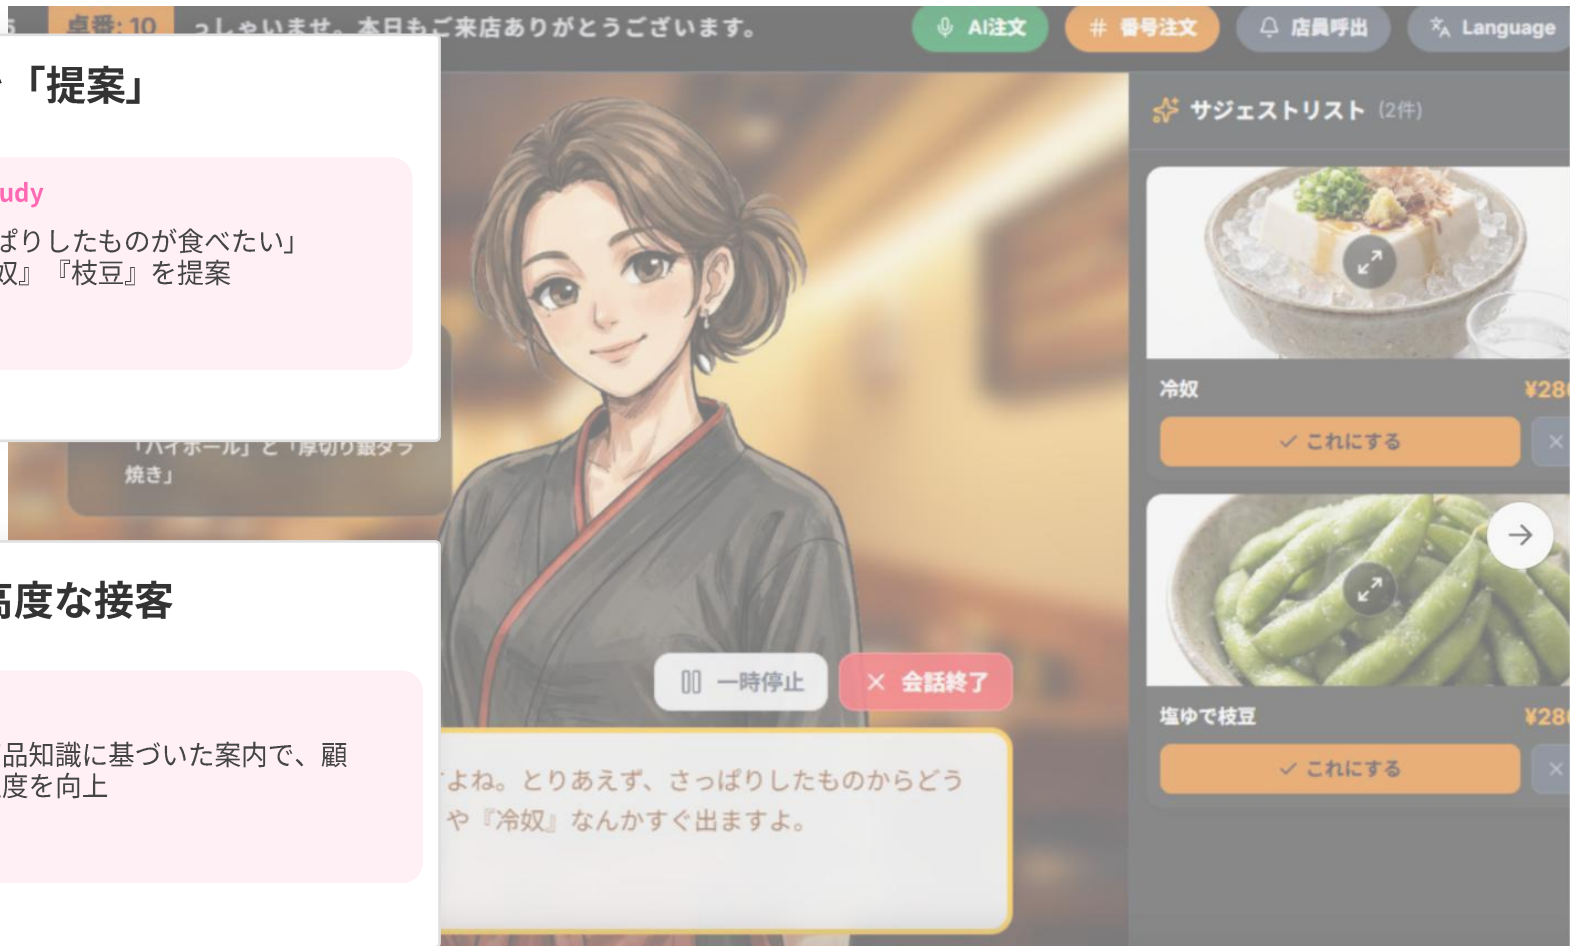 卓番: 10
っしゃいませ。本日もご来店ありがとうございます。
AI注文
# 番号注文
店員呼出
Language
「提案」
udy
ぱりしたものが食べたい」
奴』『枝豆』を提案
「ハイボール」と「厚切り銀ダラ
焼き」
高度な接客
品知識に基づいた案内で、顧
度を向上
一時停止
× 会話終了
よね。とりあえず、さっぱりしたものからどう
や『冷奴』なんかすぐ出ますよ。
サジェストリスト (2件)
冷奴
¥28
これにする
塩ゆで枝豆
¥28
これにする